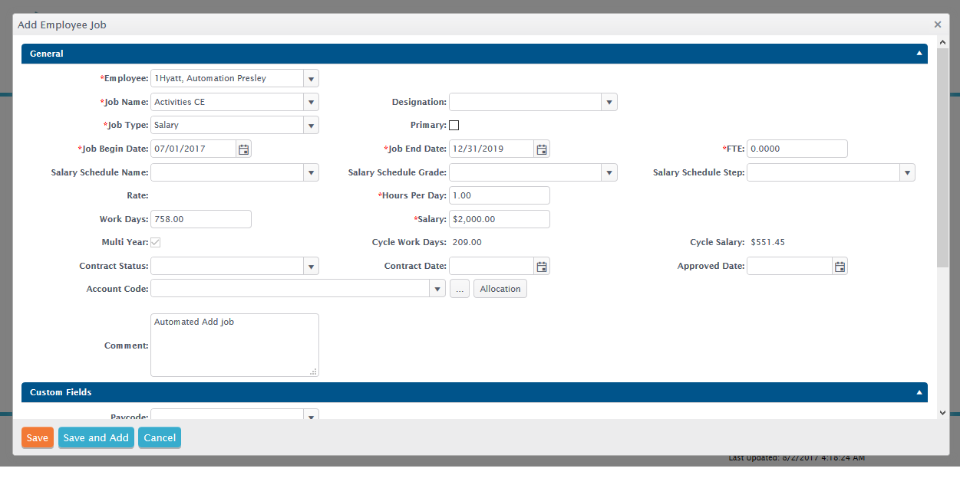 Add Employee Job
General
*Employee: 1Hyatt, Automation Presley
*Job Name: Activities CE Designation:
*Job Type: Salary Primary:
*Job Begin Date: 07/01/2017 *Job End Date: 12/31/2019 *FTE: 0.0000
Salary Schedule Name: Salary Schedule Grade: Salary Schedule Step:
Rate: *Hours Per Day: 1.00
Work Days: 758.00 *Salary: $2,000.00
Multi Year: Cycle Work Days: 209.00 Cycle Salary: $551.45
Contract Status: Contract Date: Approved Date:
Account Code: ... Allocation
Comment: Automated Add job
Custom Fields
Paycode:
Save Save and Add Cancel
Last Updated: 8/2/2017 4:18:24 AM